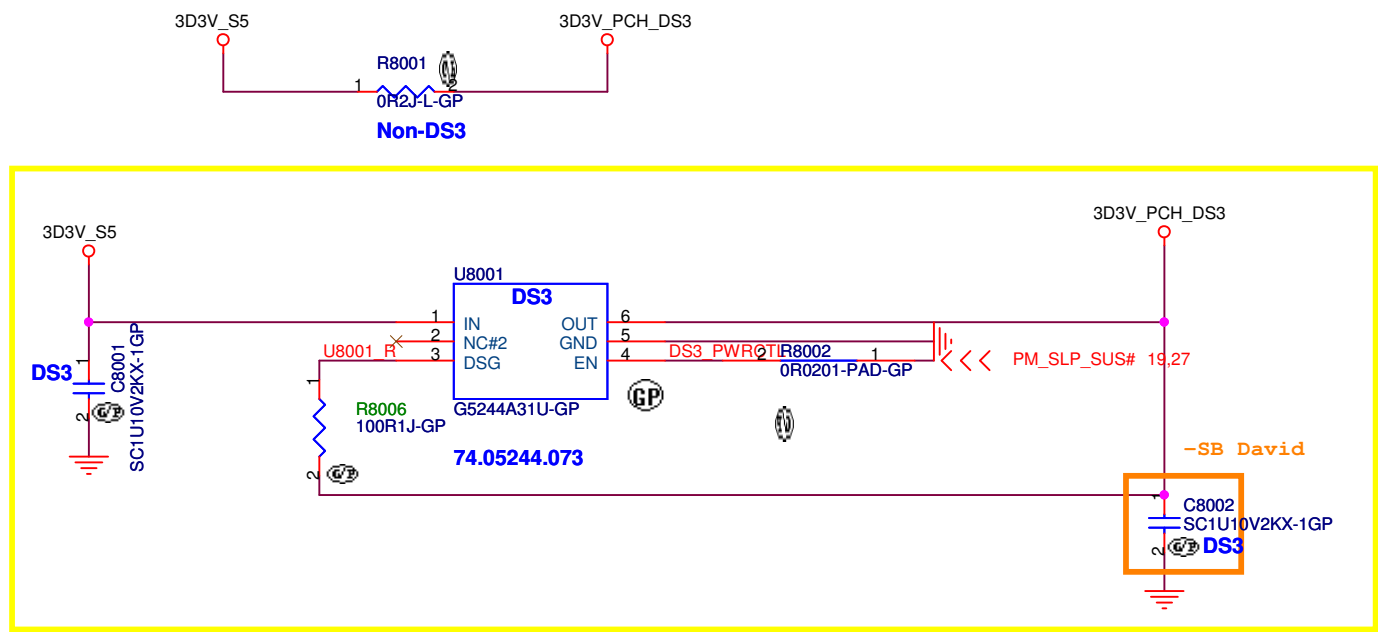 3D3V_S5
3D3V_PCH_DS3
R8001
1
2
0R2J-L-GP
Non-DS3
3D3V_PCH_DS3
3D3V_S5
U8001
DS3
1
IN
OUT
6
2
NC#2
GND
5
U8001_R
3
DSG
EN
4
DS3_PWRCTL
2
R8002
1
0R0201-PAD-GP
PM_SLP_SUS# 19,27
DS3
1
2
C8001
SC1U10V2KX-1GP
G/P
1
R8006
100R1J-GP
2
G/P
G5244A31U-GP
GP
74.05244.073
-SB David
1
C8002
SC1U10V2KX-1GP
2
G/P
DS3